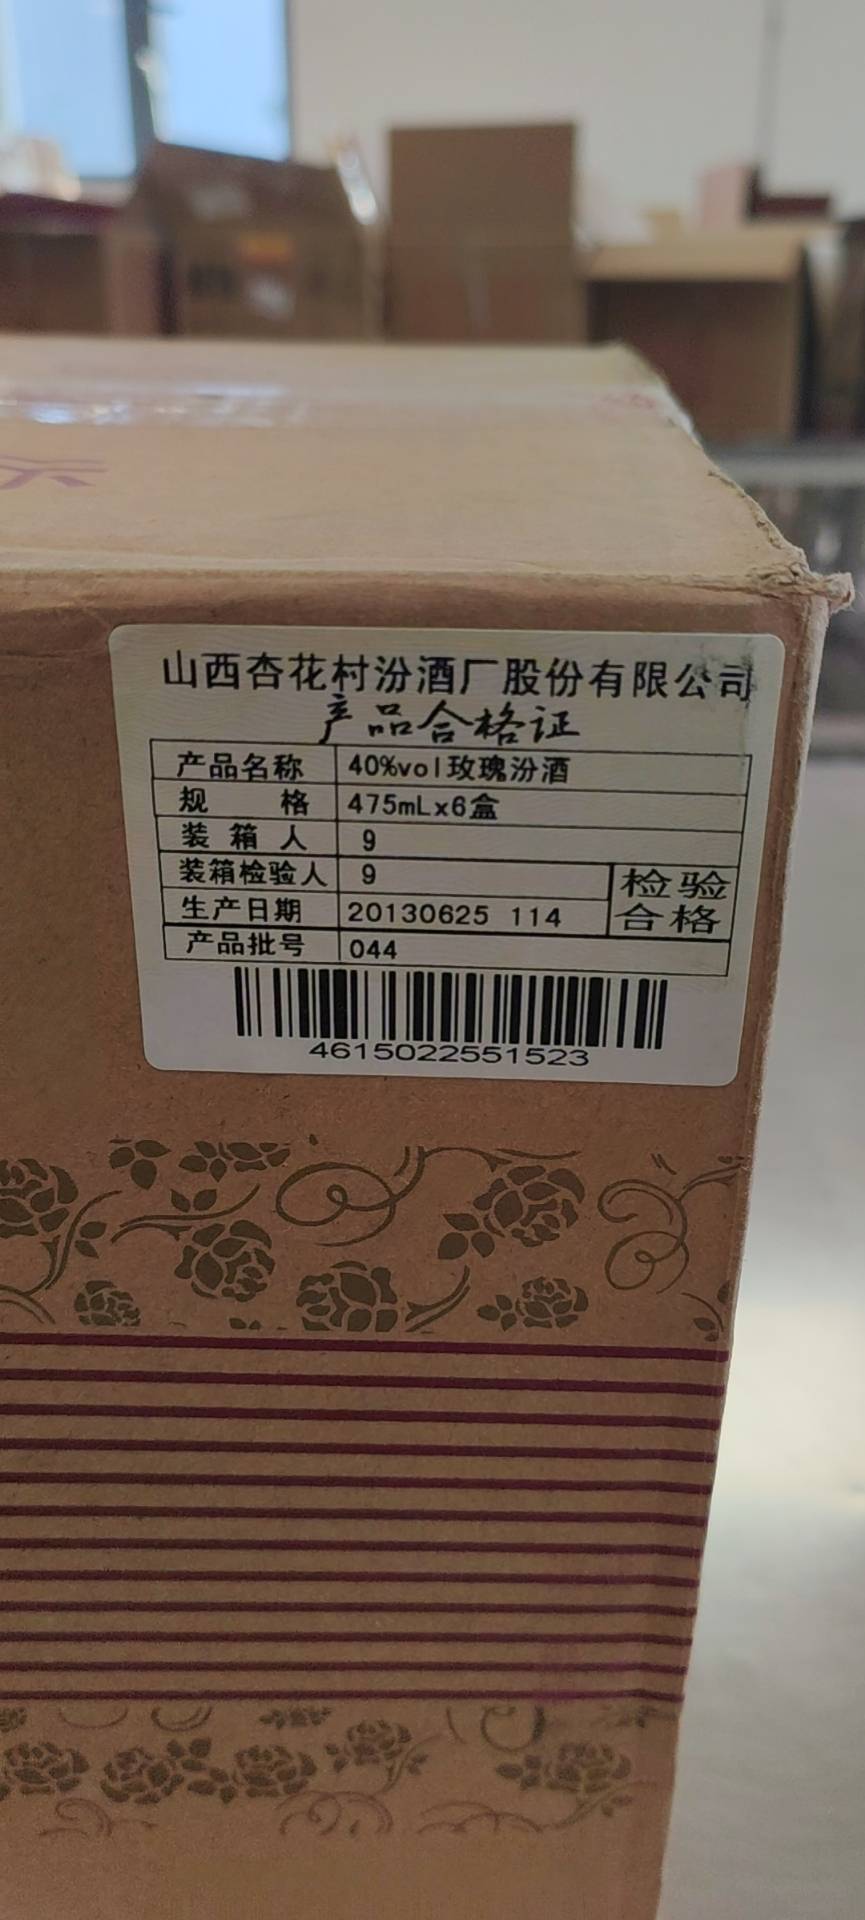 山西杏花村汾酒厂股份有限公司
产品合格证
产品名称 40%vol玫瑰汾酒
规 格 475mLx6盒
装箱人 9
装箱检验人 9
检验合格
生产日期 20130625 114
产品批号 044
4615022551523